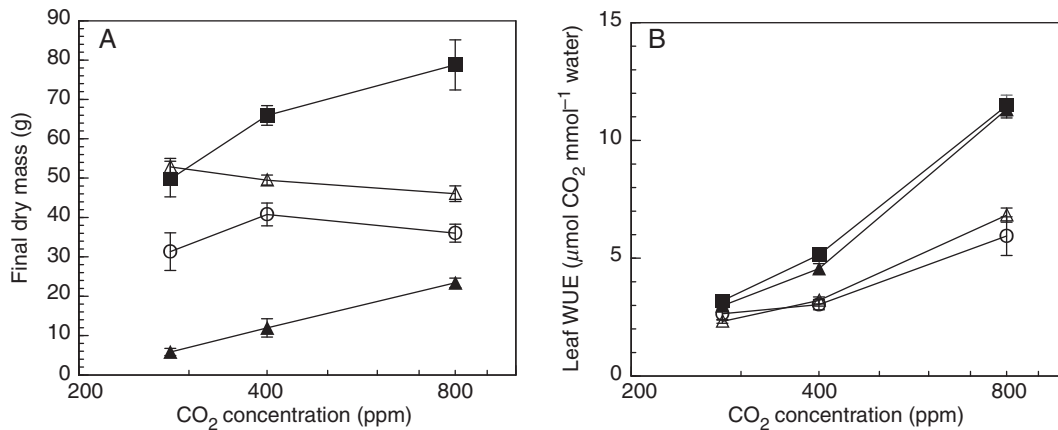 A
Final dry mass (g)
90
80
70
60
50
40
30
20
10
0
200 400 800
CO2 concentration (ppm)
B
Leaf WUE (μmol CO2 mmol−1 water)
15
10
5
0
200 400 800
CO2 concentration (ppm)